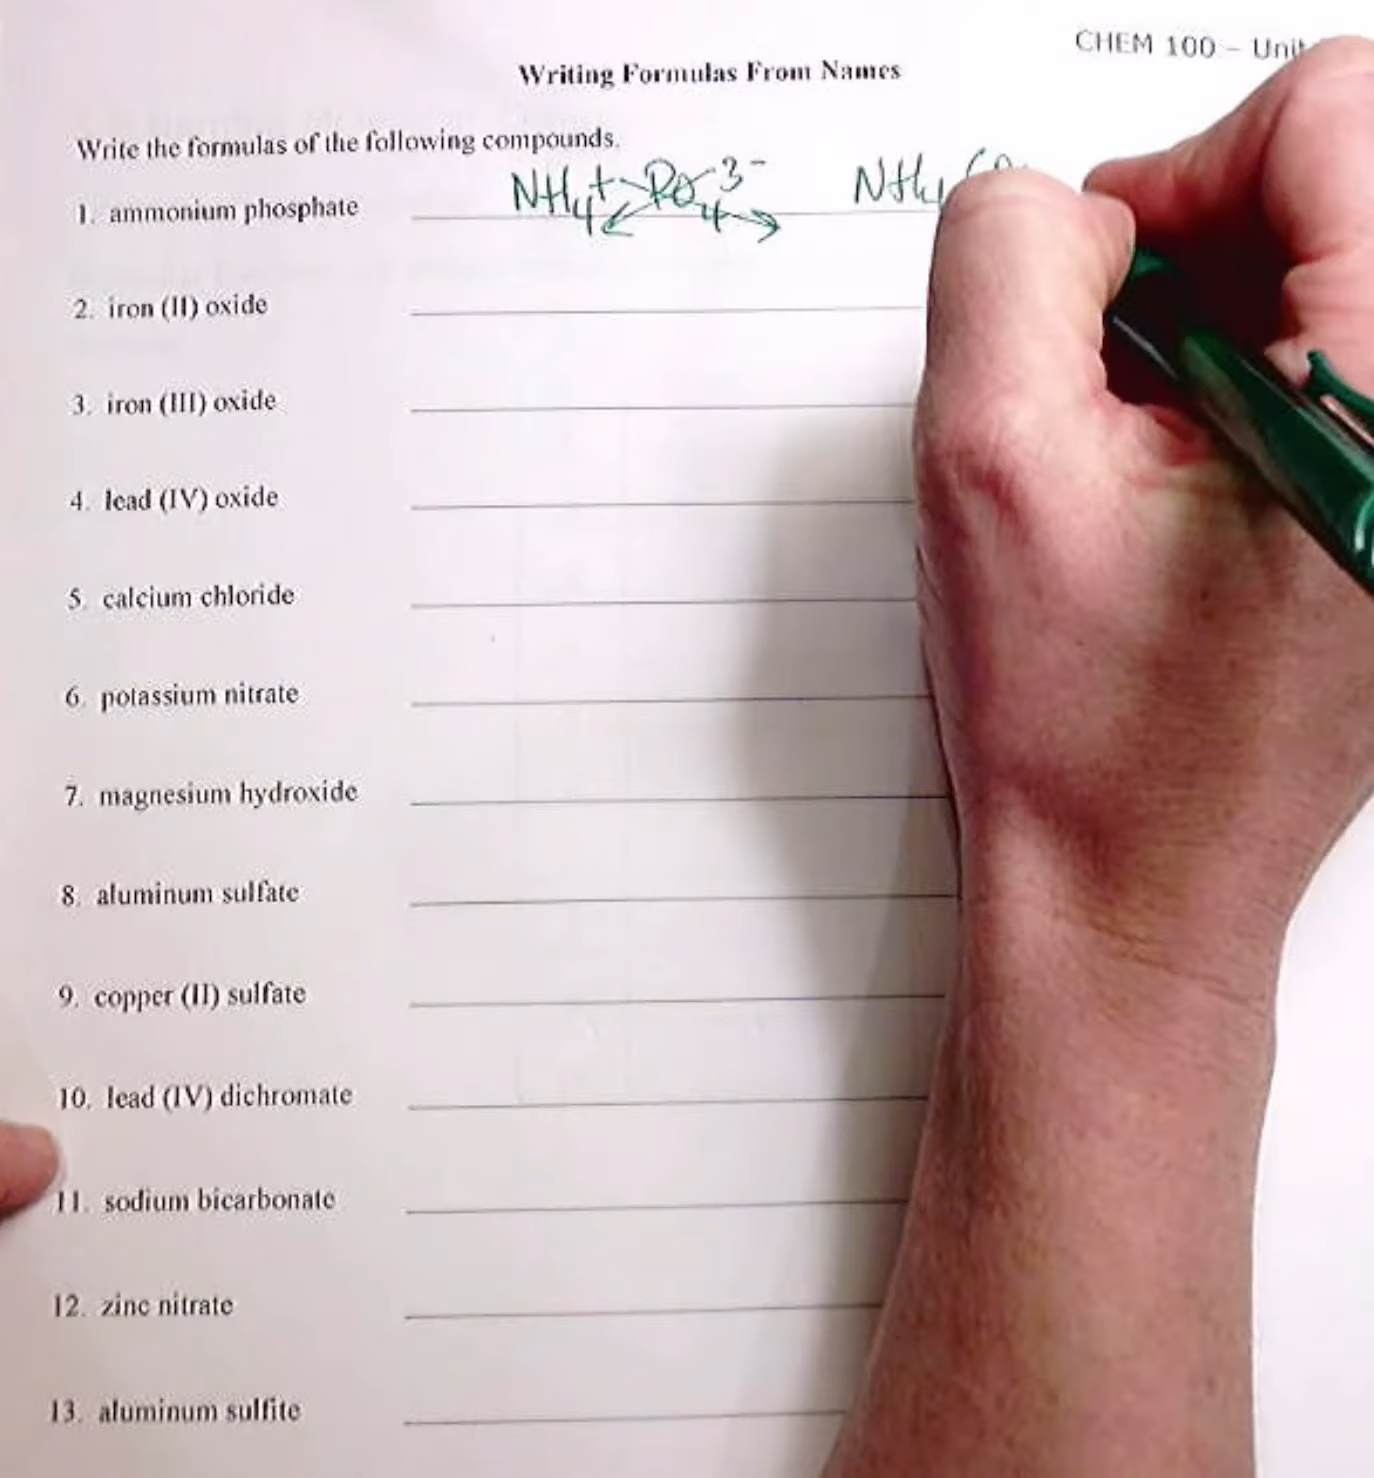 CHEM 100 – Unit
Writing Formulas From Names
Write the formulas of the following compounds.
1. ammonium phosphate NH₄⁺ PO₄³⁻ NH₄
2. iron (II) oxide
3. iron (III) oxide
4. lead (IV) oxide
5. calcium chloride
6. potassium nitrate
7. magnesium hydroxide
8. aluminum sulfate
9. copper (II) sulfate
10. lead (IV) dichromate
11. sodium bicarbonate
12. zinc nitrate
13. aluminum sulfite